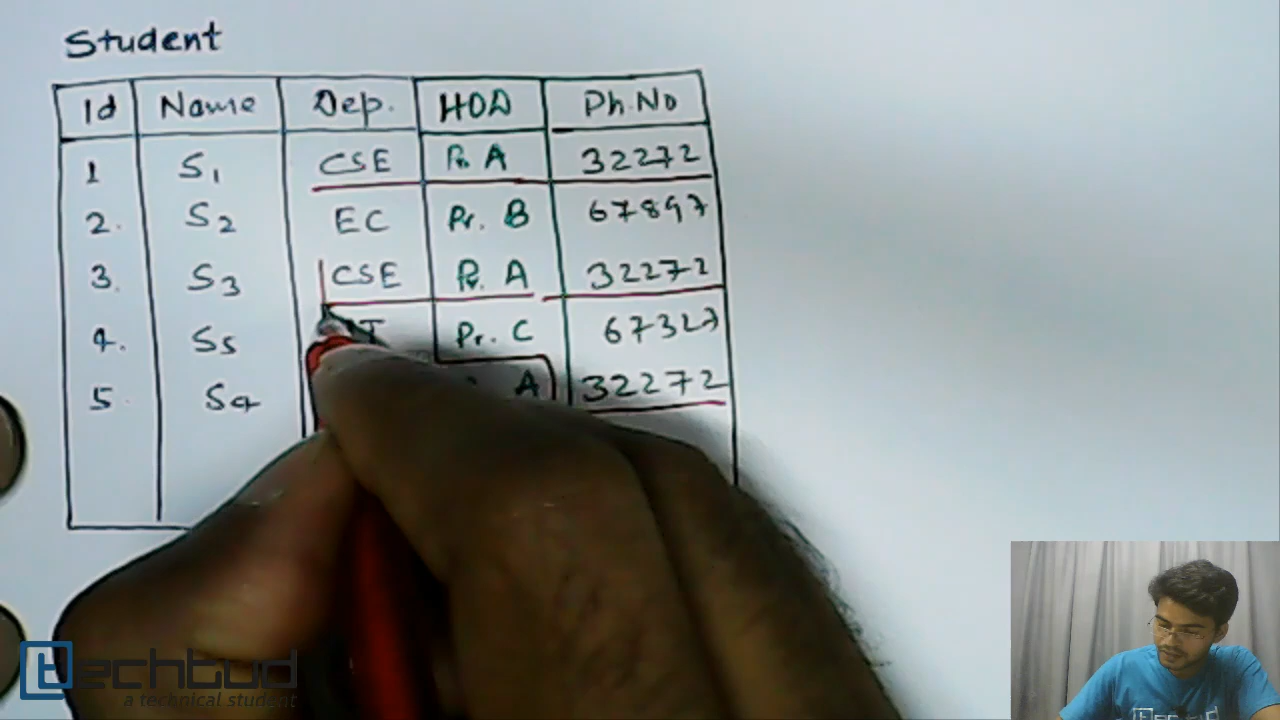 Student
Id Name Dep. HOD Ph.No
1 S1 CSE Pr. A 32272
2. S2 EC Pr. B 67897
3. S3 CSE Pr. A 32272
4. S5 Pr. C 67327
5. S4 A 32272
techtud
a technical student